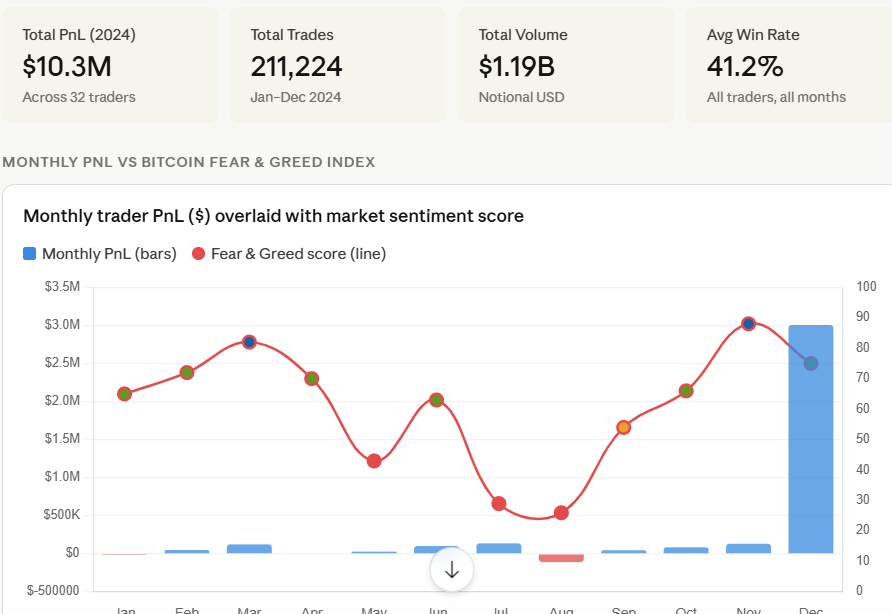 Total PnL (2024)
$10.3M
Across 32 traders
Total Trades
211,224
Jan–Dec 2024
Total Volume
$1.19B
Notional USD
Avg Win Rate
41.2%
All traders, all months
MONTHLY PNL VS BITCOIN FEAR & GREED INDEX
Monthly trader PnL ($) overlaid with market sentiment score
Monthly PnL (bars) Fear & Greed score (line)
$3.5M 100
$3.0M 90
$2.5M 80
$2.0M 70
$1.5M 60
$1.0M 50
$500K 40
$0 30
$-500000 20
10
0
Jan Feb Mar Apr May Jun Jul Aug Sep Oct Nov Dec